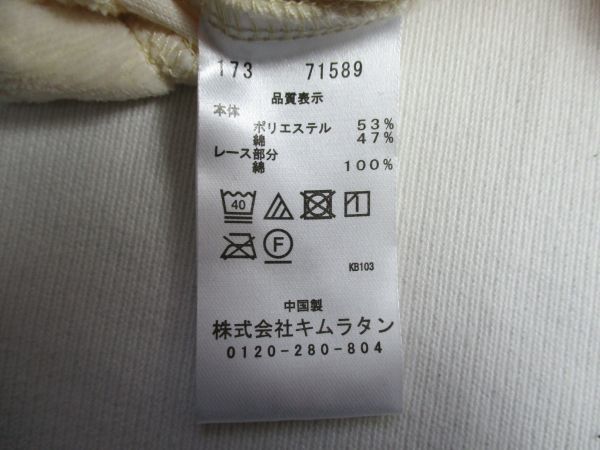 173 71589
品質表示
本体
ポリエステル 53%
綿 47%
レース部分
綿 100%
40
F
KB103
中国製
株式会社キムラタン
0120-280-804